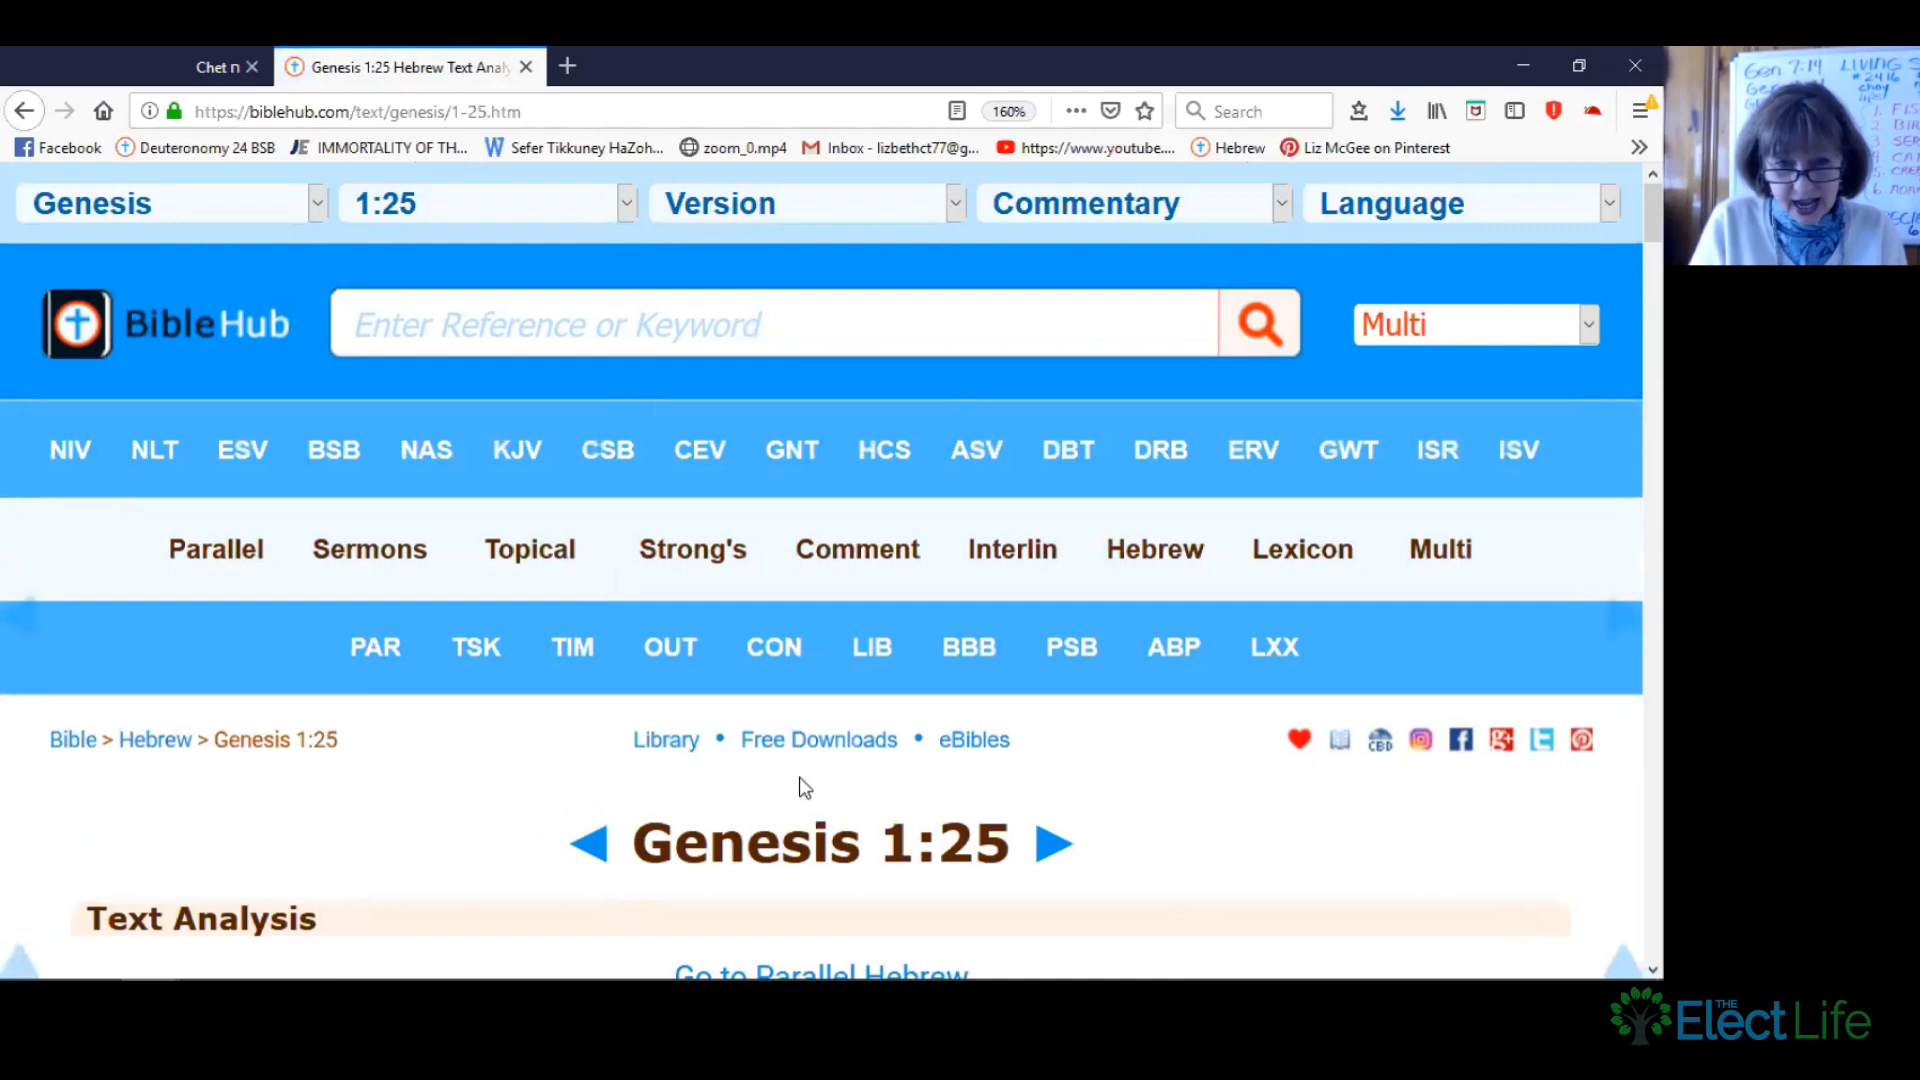 Chet n
Genesis 1:25 Hebrew Text Anal
https://biblehub.com/text/genesis/1-25.htm
160%
Search
Facebook
Deuteronomy 24 BSB
IMMORTALITY OF TH...
Sefer Tikkuney HaZoh...
zoom_0.mp4
Inbox - lizbethct77@g...
https://www.youtube....
Hebrew
Liz McGee on Pinterest
Genesis 1:25 Version Commentary Language
BibleHub
Enter Reference or Keyword
Multi
NIV NLT ESV BSB NAS KJV CSB CEV GNT HCS ASV DBT DRB ERV GWT ISR ISV
Parallel Sermons Topical Strong's Comment Interlin Hebrew Lexicon Multi
PAR TSK TIM OUT CON LIB BBB PSB ABP LXX
Bible > Hebrew > Genesis 1:25
Library • Free Downloads • eBibles
CBD
◄ Genesis 1:25 ►
Text Analysis
Go to Parallel Hebrew
Gen 7:14 LIVING S
#2416
chay
THE Elect Life